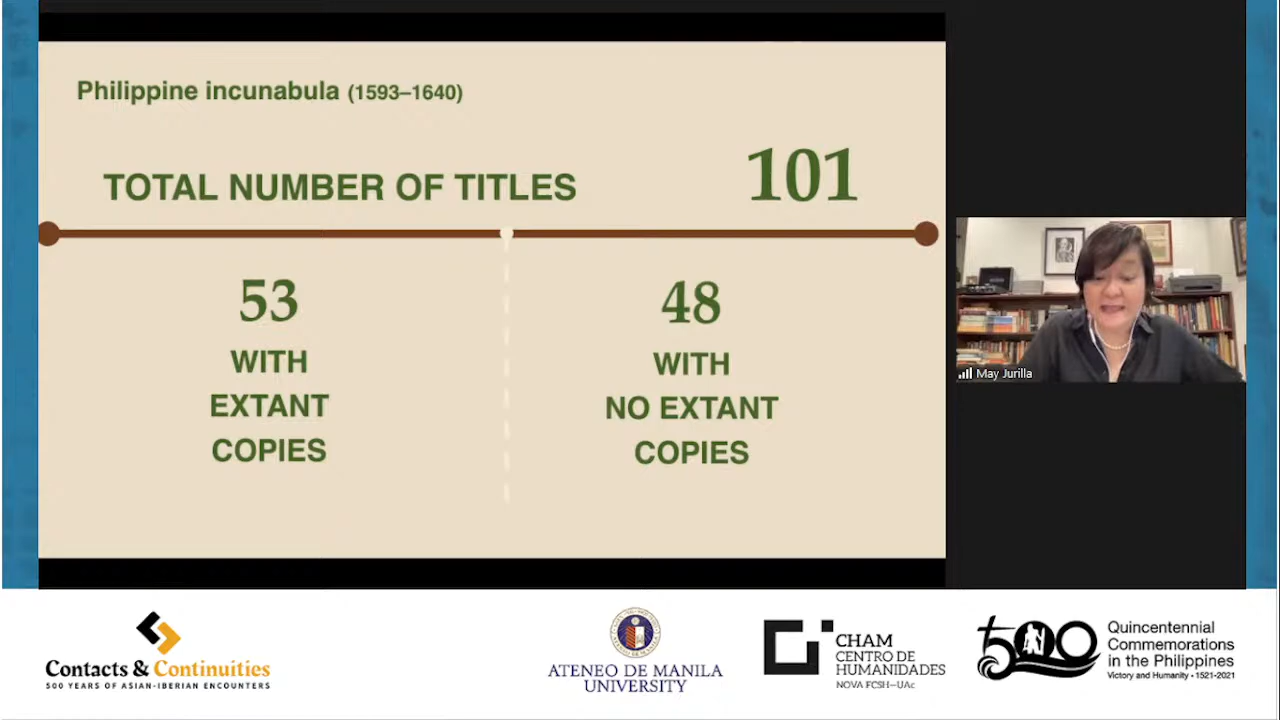 Philippine incunabula (1593–1640)
TOTAL NUMBER OF TITLES
101
53
WITH
EXTANT
COPIES
48
WITH
NO EXTANT
COPIES
May Jurilla
Contacts & Continuities
500 YEARS OF ASIAN-IBERIAN ENCOUNTERS
ATENEO DE MANILA
UNIVERSITY
CHAM
CENTRO DE
HUMANIDADES
NOVA FCSH—UAc
500
Quincentennial
Commemorations
in the Philippines
Victory and Humanity • 1521-2021